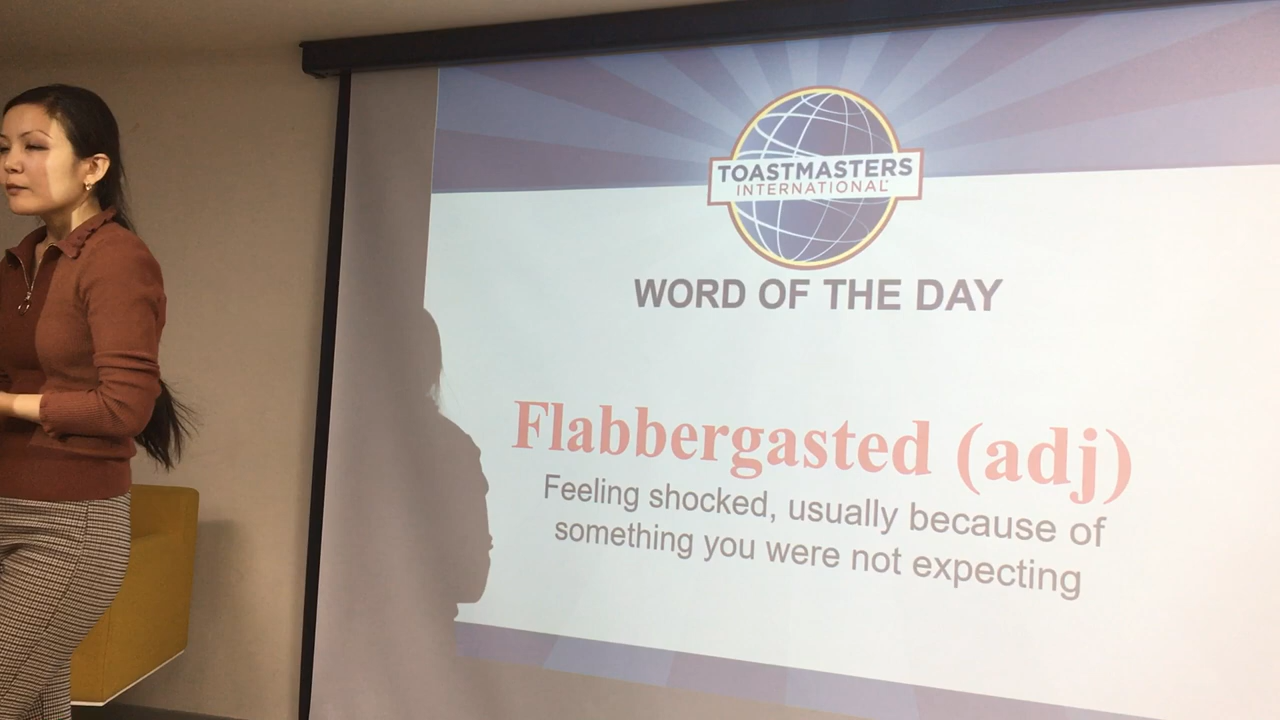 TOASTMASTERS
INTERNATIONAL
WORD OF THE DAY
Flabbergasted (adj)
Feeling shocked, usually because of
something you were not expecting